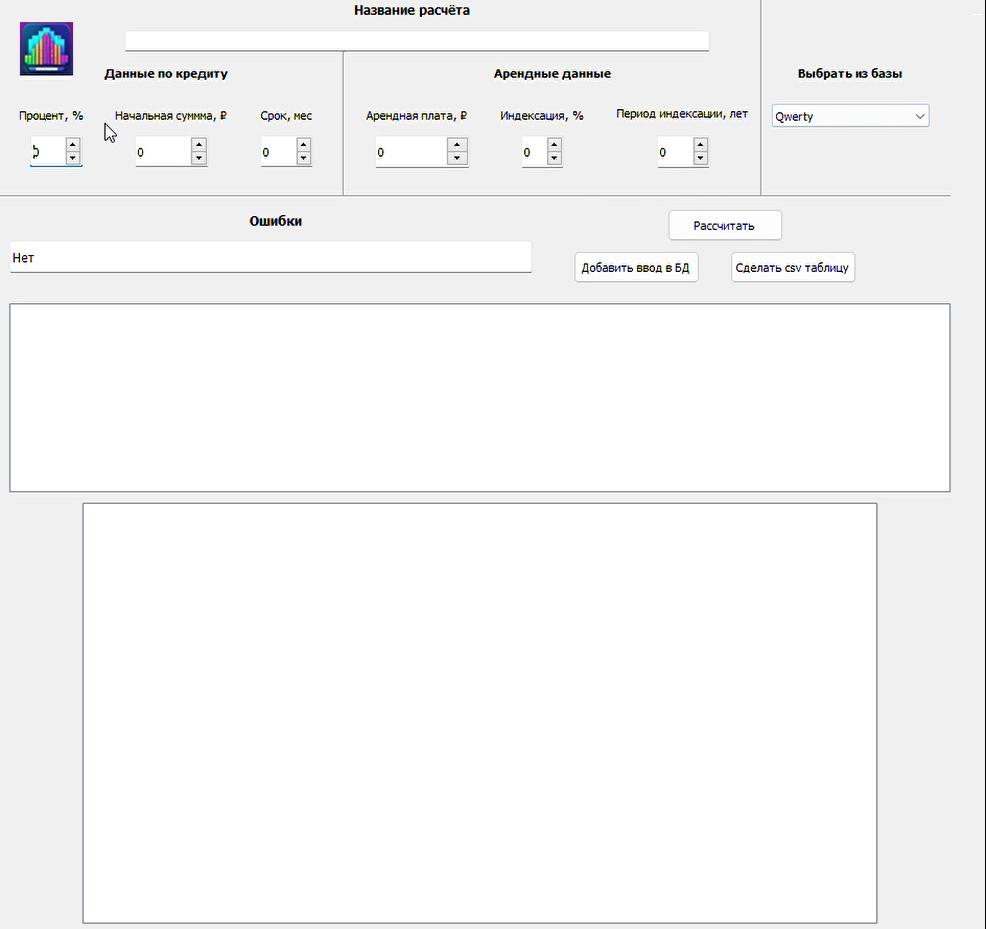 Название расчёта
Данные по кредиту
Арендные данные
Выбрать из базы
Процент, %
Начальная суммма, ₽
Срок, мес
Арендная плата, ₽
Индексация, %
Период индексации, лет
Qwerty
0
0
0
0
0
Ошибки
Рассчитать
Нет
Добавить ввод в БД
Сделать csv таблицу